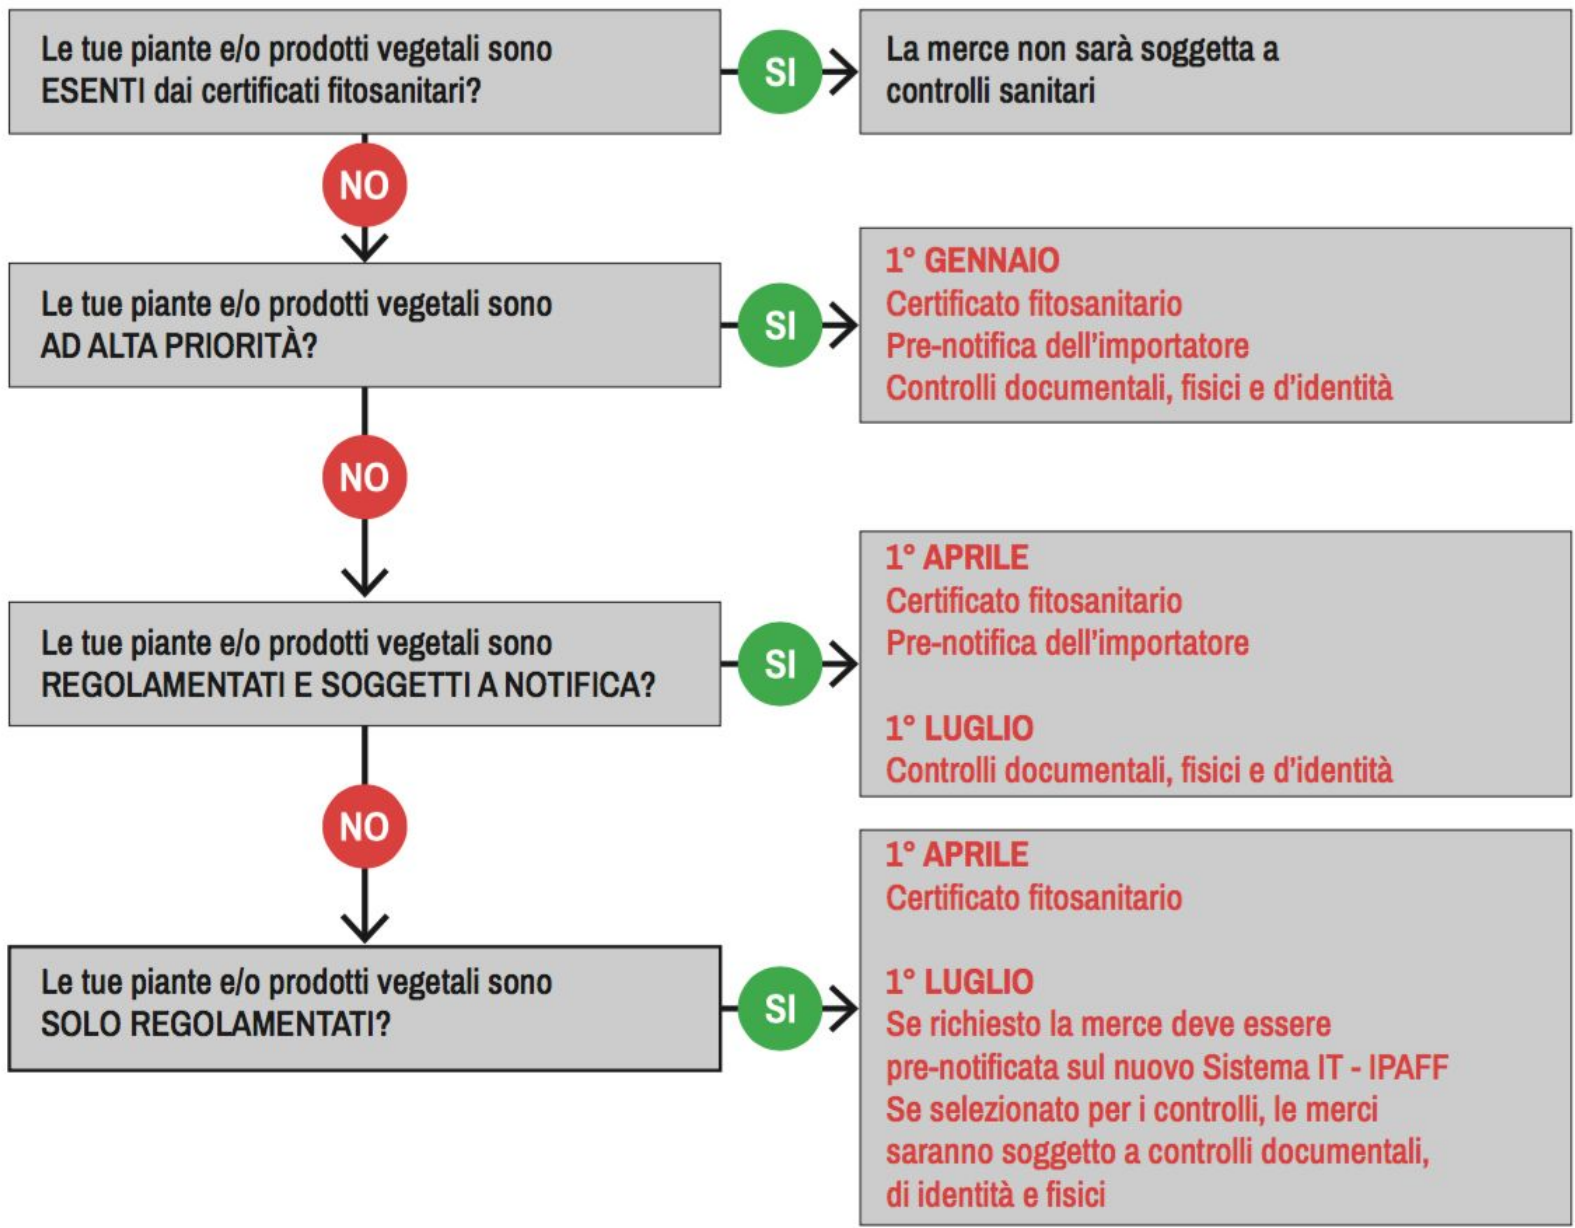 Le tue piante e/o prodotti vegetali sono
ESENTI dai certificati fitosanitari?
SI
La merce non sarà soggetta a
controlli sanitari
NO
Le tue piante e/o prodotti vegetali sono
AD ALTA PRIORITÀ?
SI
1° GENNAIO
Certificato fitosanitario
Pre-notifica dell'importatore
Controlli documentali, fisici e d'identità
NO
Le tue piante e/o prodotti vegetali sono
REGOLAMENTATI E SOGGETTI A NOTIFICA?
SI
1° APRILE
Certificato fitosanitario
Pre-notifica dell'importatore
1° LUGLIO
Controlli documentali, fisici e d'identità
NO
Le tue piante e/o prodotti vegetali sono
SOLO REGOLAMENTATI?
SI
1° APRILE
Certificato fitosanitario
1° LUGLIO
Se richiesto la merce deve essere
pre-notificata sul nuovo Sistema IT - IPAFF
Se selezionato per i controlli, le merci
saranno soggetto a controlli documentali,
di identità e fisici